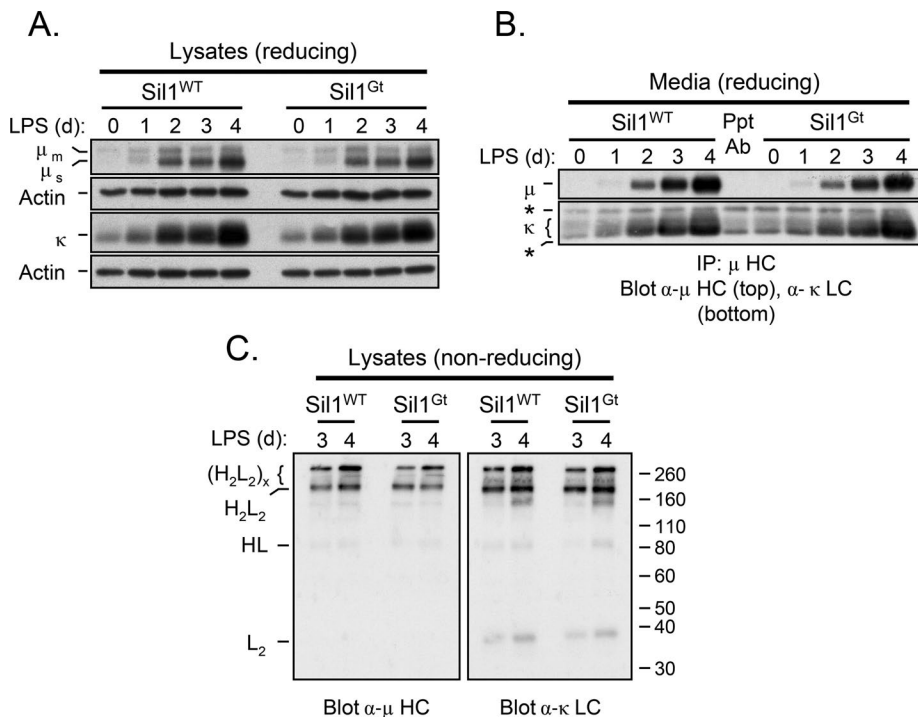 A.
Lysates (reducing)
Sil1WT Sil1Gt
LPS (d): 0 1 2 3 4 0 1 2 3 4
μm
μs
Actin
κ
Actin
B.
Media (reducing)
Sil1WT Ppt Ab Sil1Gt
LPS (d): 0 1 2 3 4 0 1 2 3 4
μ
*
κ {
*
IP: μ HC
Blot α-μ HC (top), α- κ LC
(bottom)
C.
Lysates (non-reducing)
Sil1WT Sil1Gt Sil1WT Sil1Gt
LPS (d): 3 4 3 4 3 4 3 4
(H2L2)x {
H2L2
HL
L2
260
160
110
80
60
50
40
30
Blot α-μ HC Blot α-κ LC